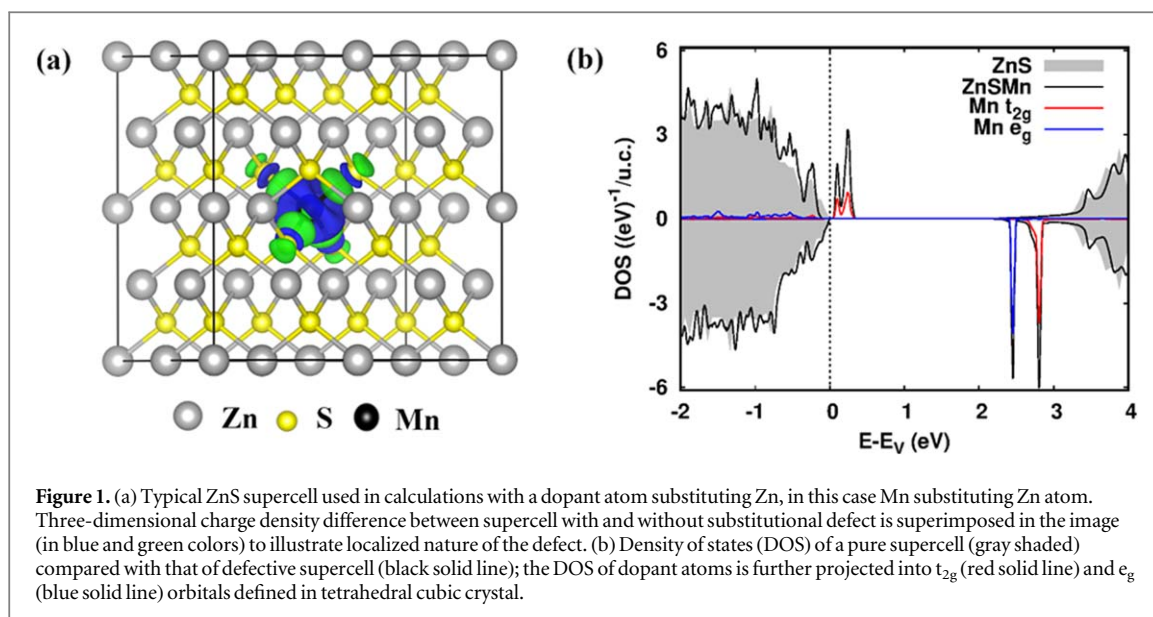 (a)
Zn S Mn
(b)
ZnS
ZnSMn
Mn t2g
Mn eg
DOS ((eV)-1/u.c.)
6
3
0
-3
-6
-2 -1 0 1 2 3 4
E-EV (eV)
Figure 1. (a) Typical ZnS supercell used in calculations with a dopant atom substituting Zn, in this case Mn substituting Zn atom.
Three-dimensional charge density difference between supercell with and without substitutional defect is superimposed in the image
(in blue and green colors) to illustrate localized nature of the defect. (b) Density of states (DOS) of a pure supercell (gray shaded)
compared with that of defective supercell (black solid line); the DOS of dopant atoms is further projected into t2g (red solid line) and eg
(blue solid line) orbitals defined in tetrahedral cubic crystal.